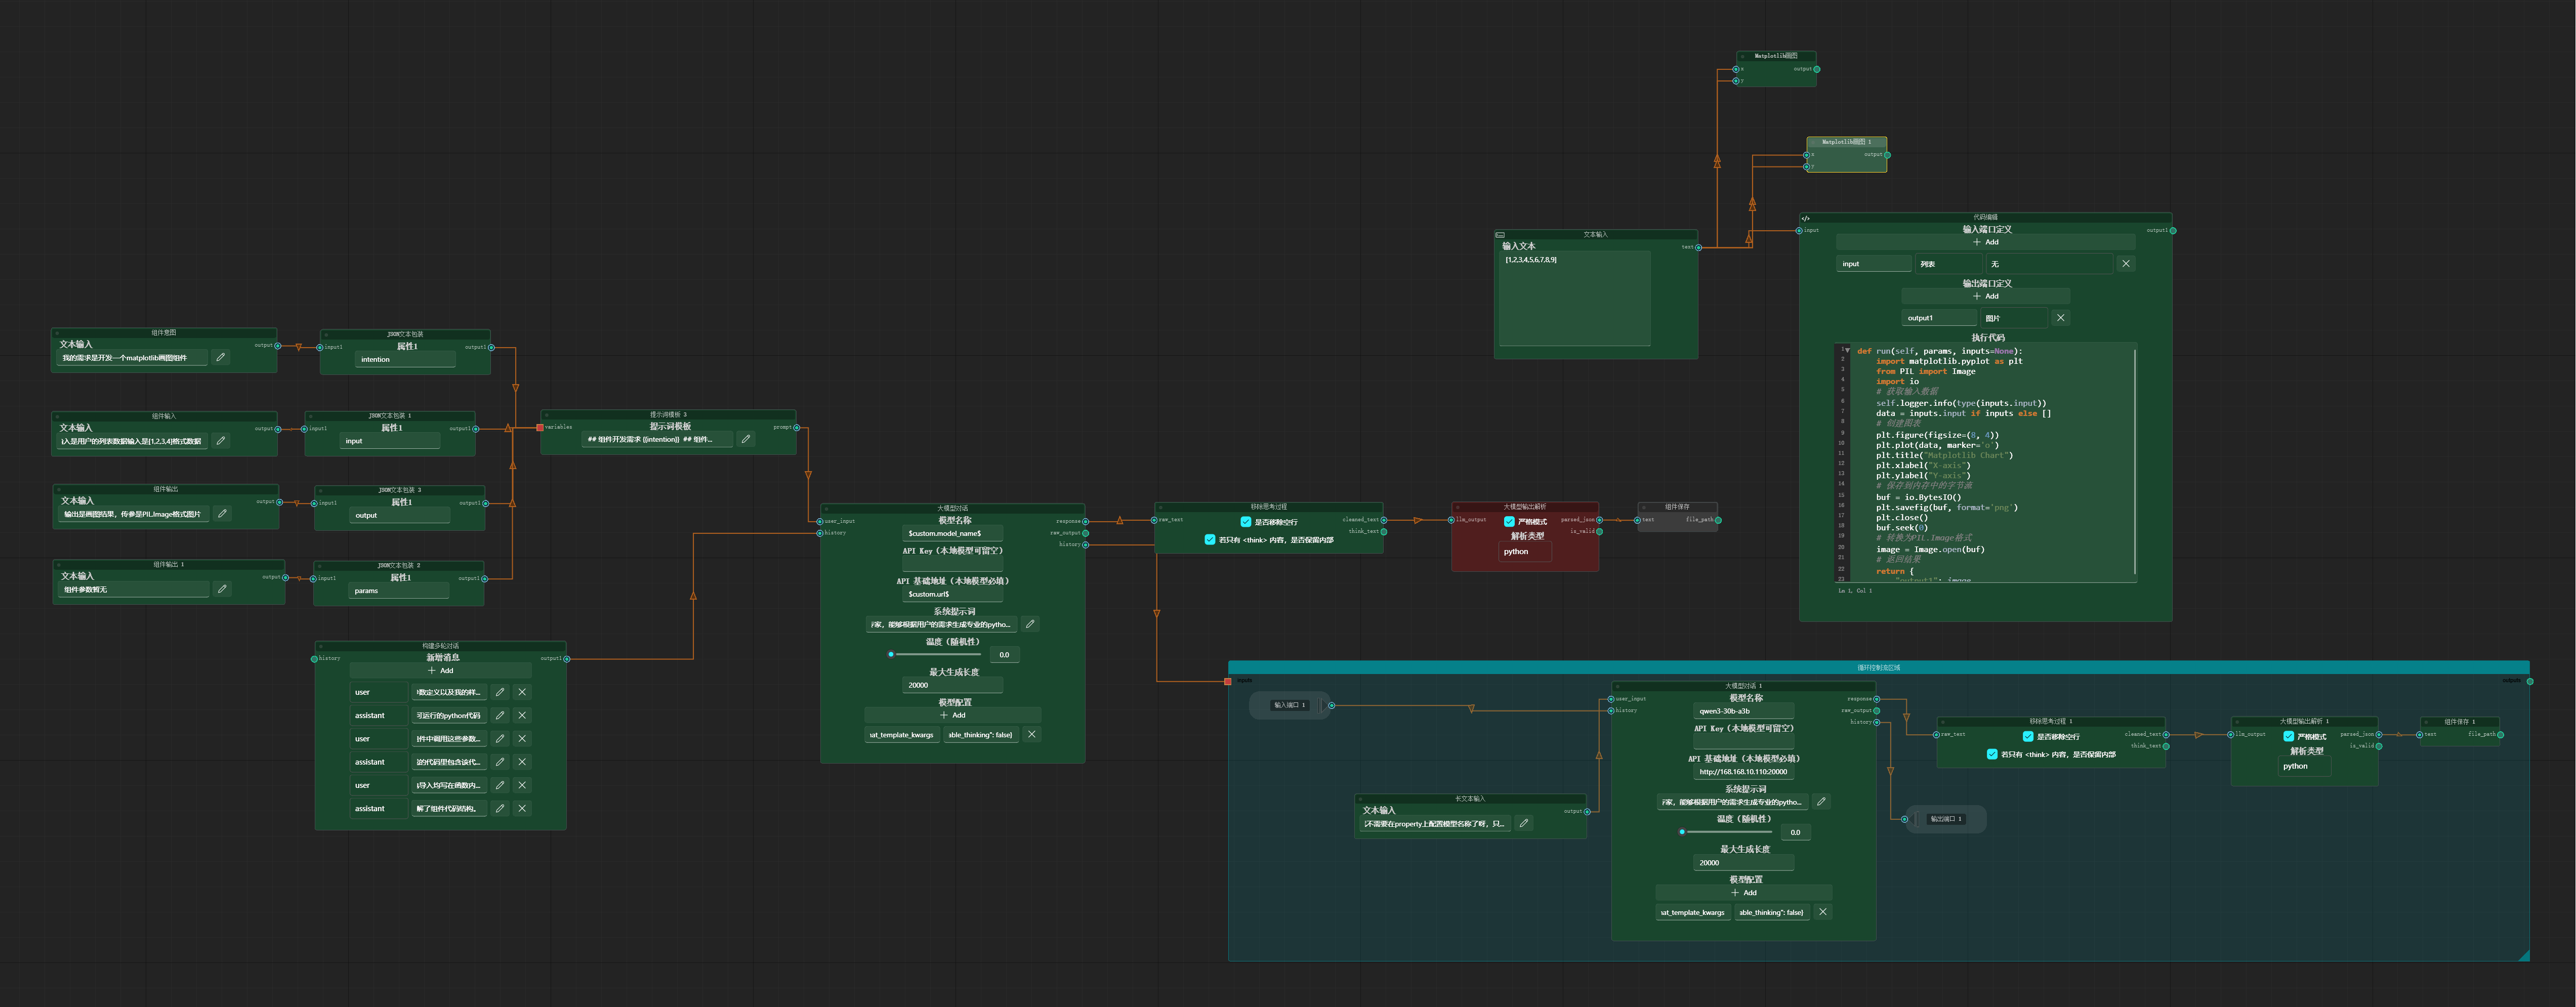 Matplotlib画图
x
output
y
Matplotlib画图 1
x
output
y
文本输入
输入文本
text
[1,2,3,4,5,6,7,8,9]
代码编辑
input
output1
输入端口定义
Add
input
列表
无
输出端口定义
Add
output1
图片
执行代码
1 def run(self, params, inputs=None):
2 import matplotlib.pyplot as plt
3 from PIL import Image
4 import io
5 # 获取输入数据
6 self.logger.info(type(inputs.input))
7 data = inputs.input if inputs else []
8 # 创建图表
9 plt.figure(figsize=(8, 4))
10 plt.plot(data, marker='o')
11 plt.title("Matplotlib Chart")
12 plt.xlabel("X-axis")
13 plt.ylabel("Y-axis")
14 # 保存到内存中的字节流
15 buf = io.BytesIO()
16 plt.savefig(buf, format='png')
17 plt.close()
18 buf.seek(0)
19 # 转换为PIL.Image格式
20 image = Image.open(buf)
21 # 返回结果
22 return {
23 "output1": image
Ln 1, Col 1
组件意图
文本输入
output
我的需求是开发一个matplotlib画图组件
JSON文本包装
input1
属性1
output1
intention
组件输入
文本输入
output
入是用户的列表数据输入是[1,2,3,4]格式数据
JSON文本包装 1
input1
属性1
output1
input
组件输出
文本输入
output
输出是画图结果，传参是PILImage格式图片
JSON文本包装 3
input1
属性1
output1
output
组件输出 1
文本输入
output
组件参数暂无
JSON文本包装 2
input1
属性1
output1
params
提示词模板 3
variables
提示词模板
prompt
## 组件开发需求 {{intention}} ## 组件...
构建多轮对话
history
新增消息
output1
Add
user
数定义以及我的样...
assistant
可运行的python代码
user
件中调用这些参数...
assistant
的代码里包含该代...
user
导入均写在函数内...
assistant
解了组件代码结构。
大模型对话
user_input
history
response
raw_output
history
模型名称
$custom.model_name$
API Key（本地模型可留空）
API 基础地址（本地模型必填）
$custom.url$
系统提示词
家，能够根据用户的需求生成专业的pytho...
温度（随机性）
0.0
最大生成长度
20000
模型配置
Add
at_template_kwargs
able_thinking": false}
移除思考过程
raw_text
是否移除空行
cleaned_text
think_text
若只有 <think> 内容，是否保留内部
大模型输出解析
llm_output
严格模式
parsed_json
is_valid
解析类型
python
组件保存
text
file_path
循环控制流区域
inputs
outputs
输入端口 1
长文本输入
文本输入
output
不需要在property上配置模型名称了呀，只...
大模型对话 1
user_input
history
response
raw_output
history
模型名称
qwen3-30b-a3b
API Key（本地模型可留空）
API 基础地址（本地模型必填）
http://168.168.10.110:20000
系统提示词
家，能够根据用户的需求生成专业的pytho...
温度（随机性）
0.0
最大生成长度
20000
模型配置
Add
at_template_kwargs
able_thinking": false}
输出端口 1
移除思考过程 1
raw_text
是否移除空行
cleaned_text
think_text
若只有 <think> 内容，是否保留内部
大模型输出解析 1
llm_output
严格模式
parsed_json
is_valid
解析类型
python
组件保存 1
text
file_path